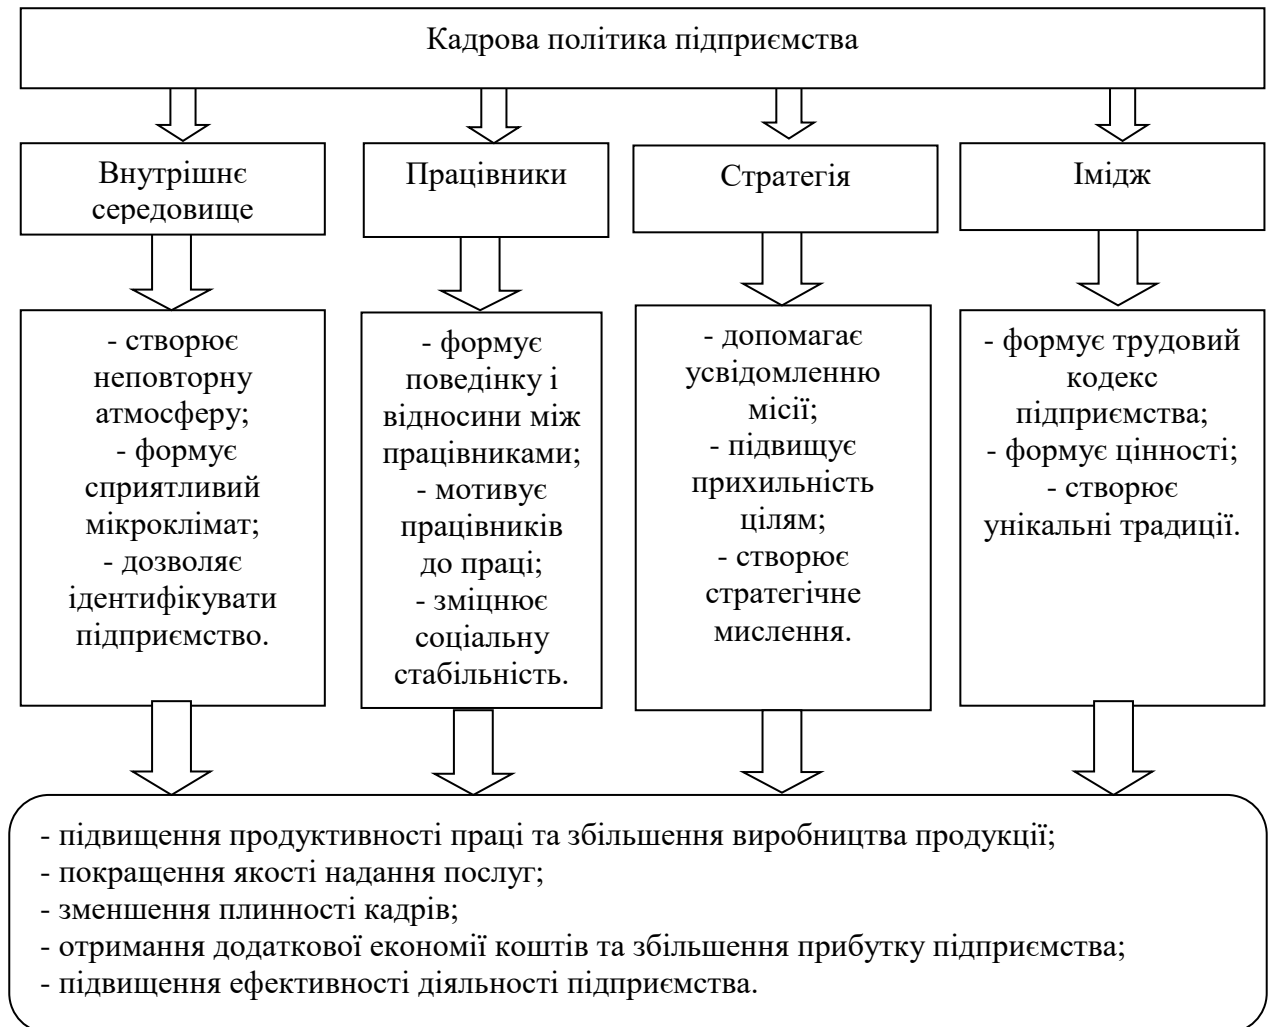 Кадрова політика підприємства
Внутрішнє
середовище
Працівники
Стратегія
Імідж
- створює
неповторну
атмосферу;
- формує
сприятливий
мікроклімат;
- дозволяє
ідентифікувати
підприємство.
- формує
поведінку і
відносини між
працівниками;
- мотивує
працівників
до праці;
- зміцнює
соціальну
стабільність.
- допомагає
усвідомленню
місії;
- підвищує
прихильність
цілям;
- створює
стратегічне
мислення.
- формує трудовий
кодекс
підприємства;
- формує цінності;
- створює
унікальні традиції.
- підвищення продуктивності праці та збільшення виробництва продукції;
- покращення якості надання послуг;
- зменшення плинності кадрів;
- отримання додаткової економії коштів та збільшення прибутку підприємства;
- підвищення ефективності діяльності підприємства.